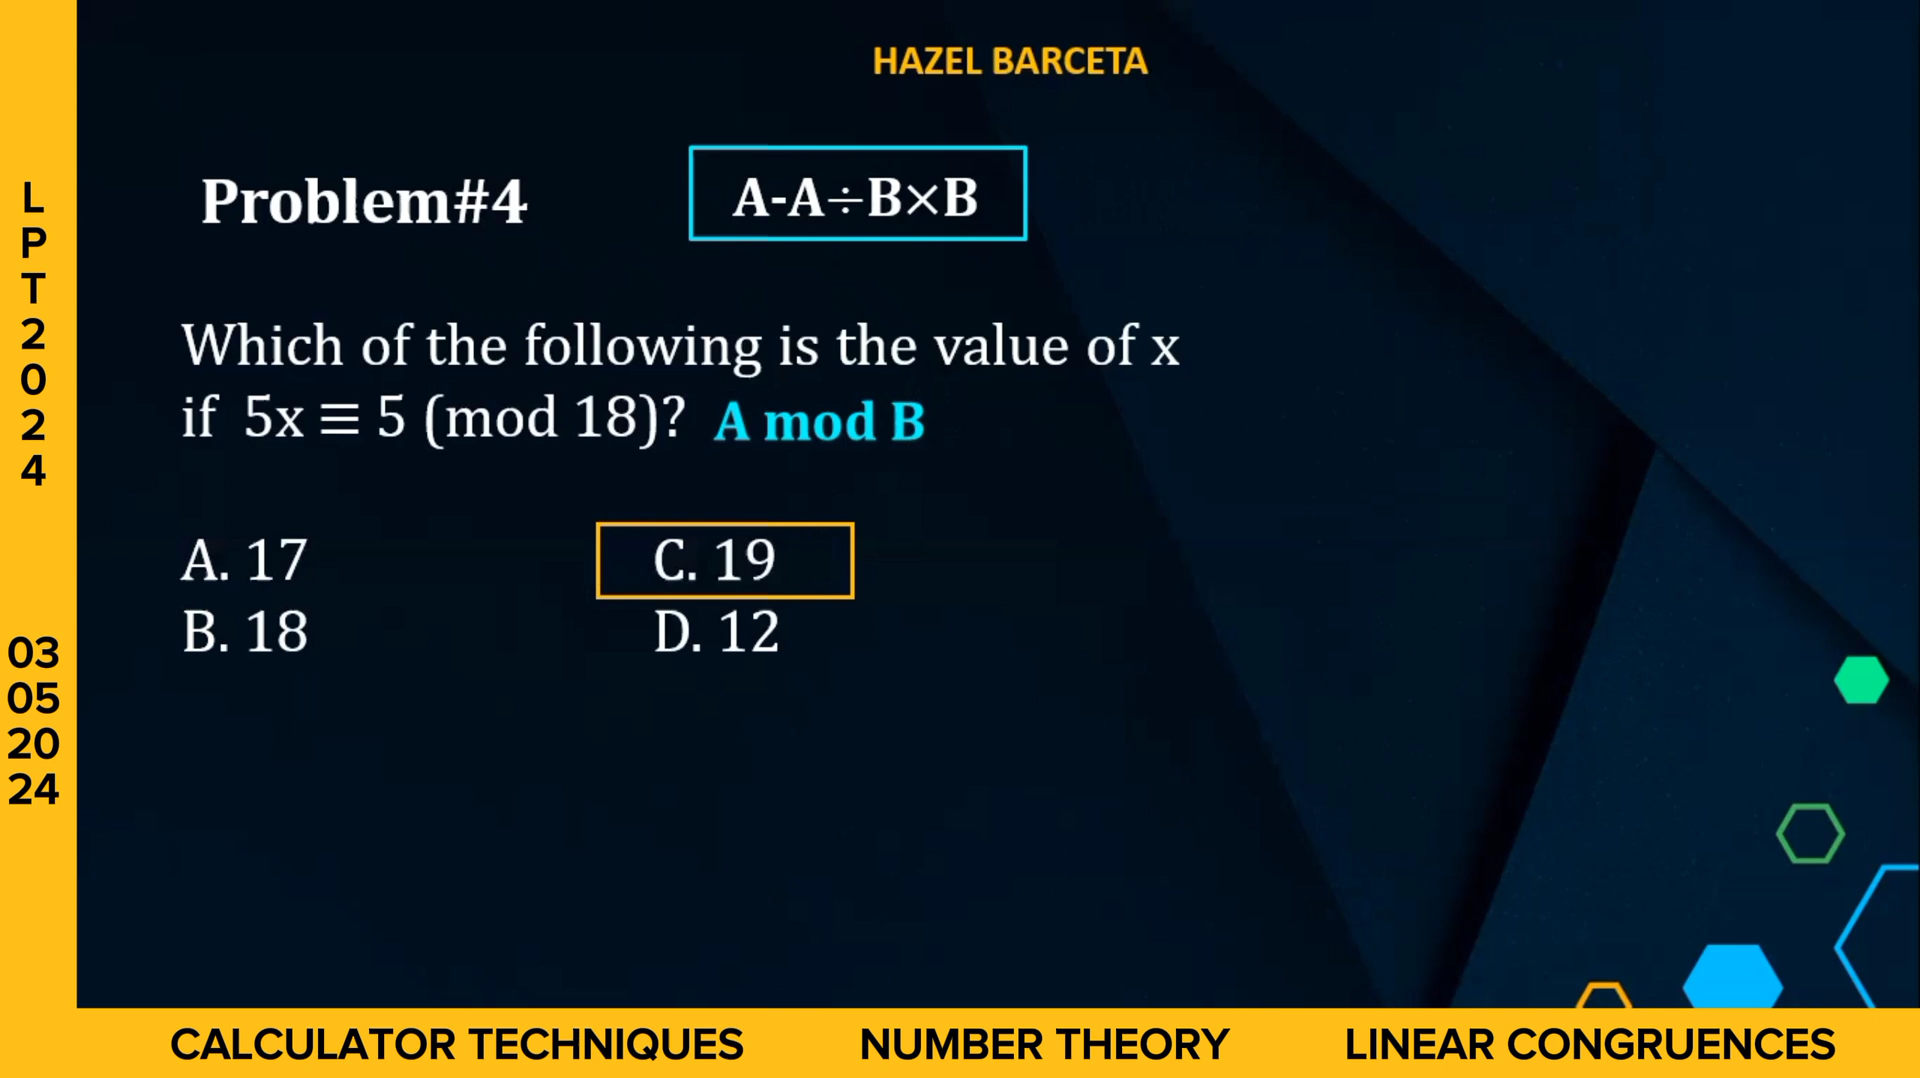 HAZEL BARCETA
Problem#4
A-A÷B×B
Which of the following is the value of x
if 5x ≡ 5 (mod 18)? A mod B
A. 17
C. 19
B. 18
D. 12
L
P
T
2
0
2
4
03
05
20
24
CALCULATOR TECHNIQUES
NUMBER THEORY
LINEAR CONGRUENCES